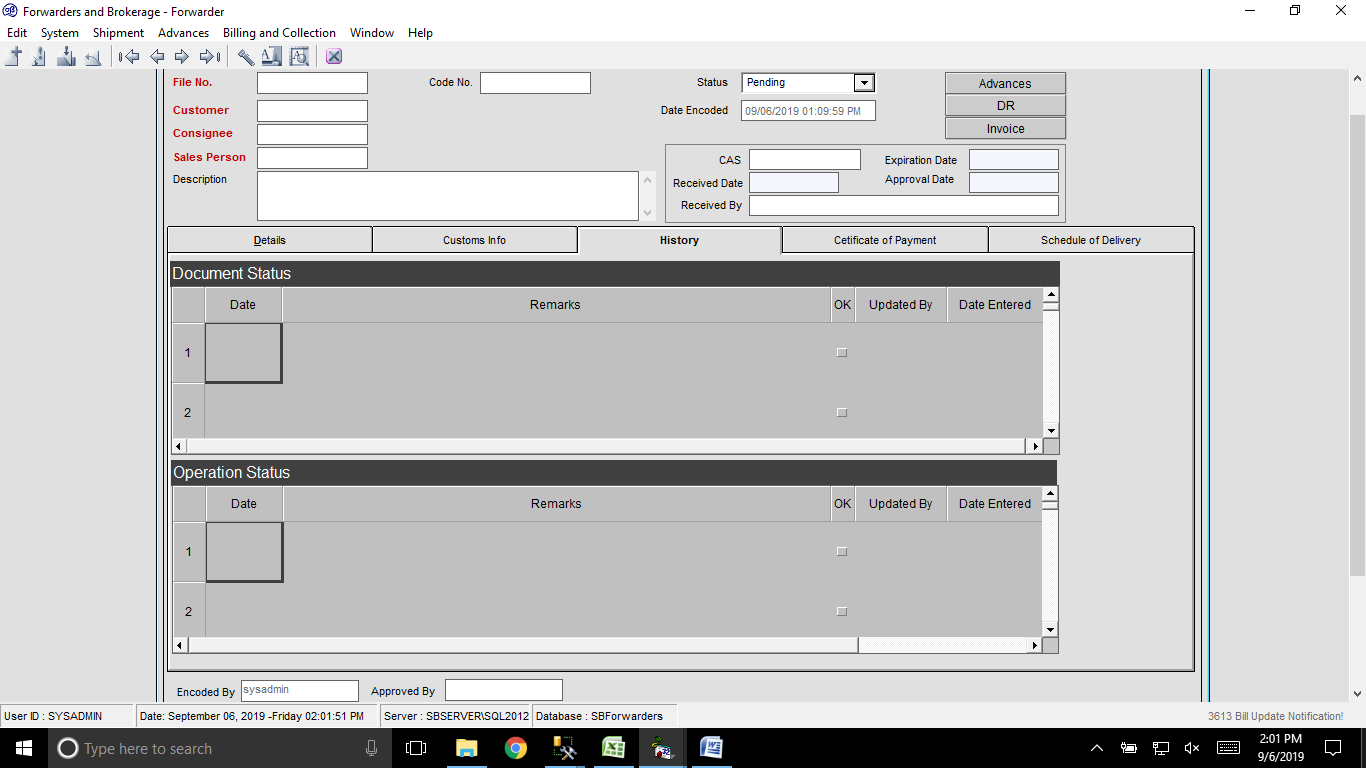 Forwarders and Brokerage - Forwarder
Edit System Shipment Advances Billing and Collection Window Help
File No. Code No. Status Pending Advances
Customer Date Encoded 09/06/2019 01:09:59 PM DR
Consignee Invoice
Sales Person CAS Expiration Date
Description Received Date Approval Date
Received By
Details Customs Info History Cetificate of Payment Schedule of Delivery
Document Status
Date Remarks OK Updated By Date Entered
1
2
Operation Status
Date Remarks OK Updated By Date Entered
1
2
Encoded By sysadmin Approved By
User ID : SYSADMIN Date: September 06, 2019 -Friday 02:01:51 PM Server : SBSERVER\SQL2012 Database : SBForwarders 3613 Bill Update Notification!
Type here to search 2:01 PM
9/6/2019